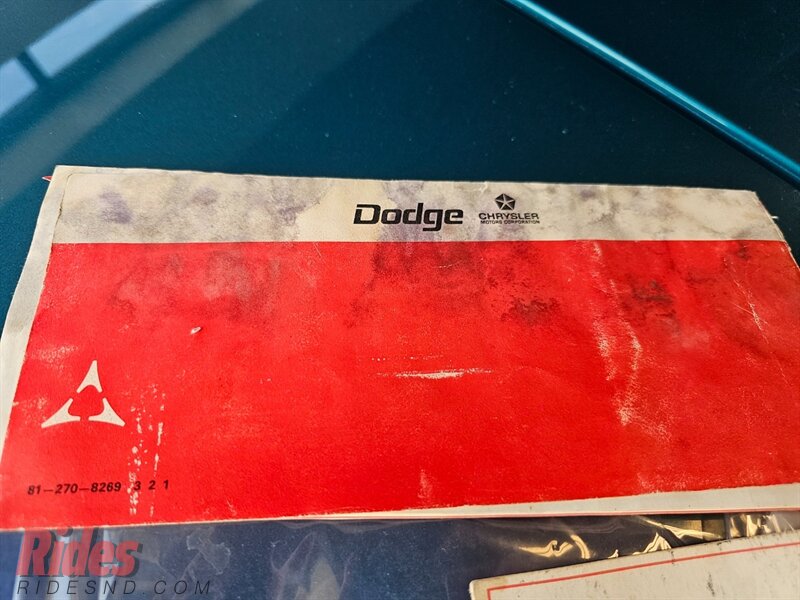 Dodge
CHRYSLER
MOTORS CORPORATION
81-270-8269 3 2 1
Rides
RIDESND.COM